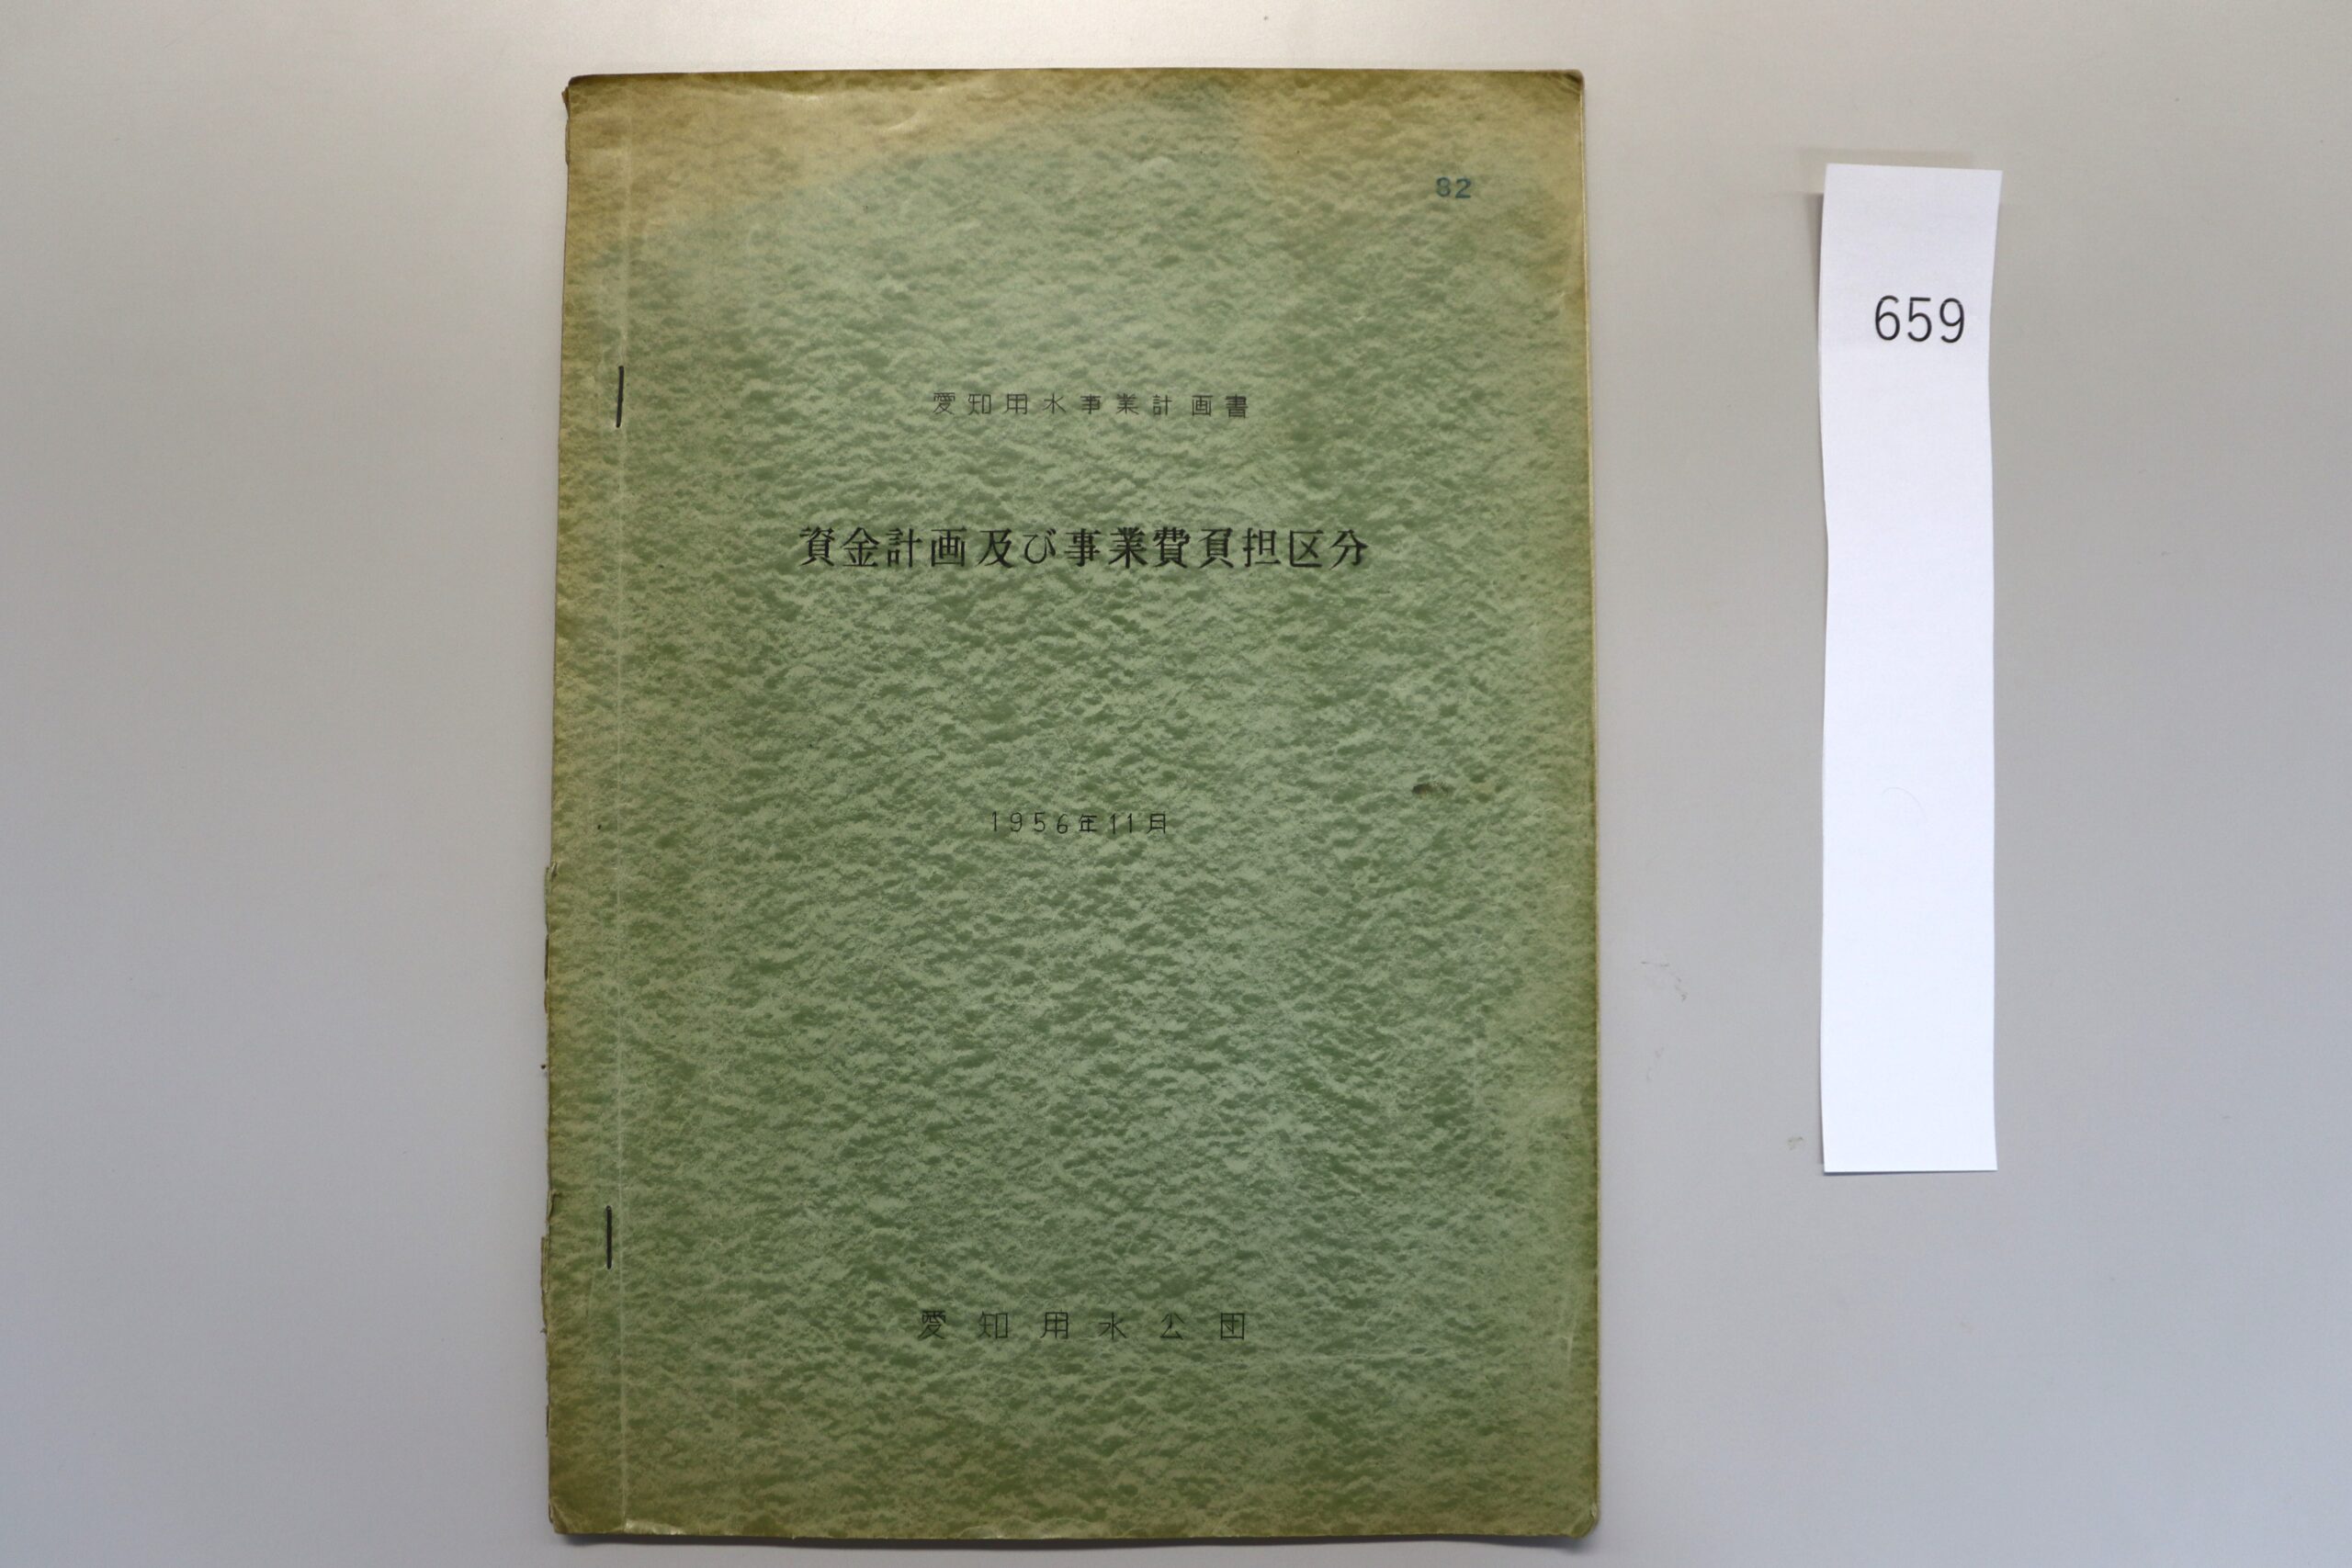 82
愛知用水事業計画書
資金計画及び事業費負担区分
1956年11月
愛知用水公団
659